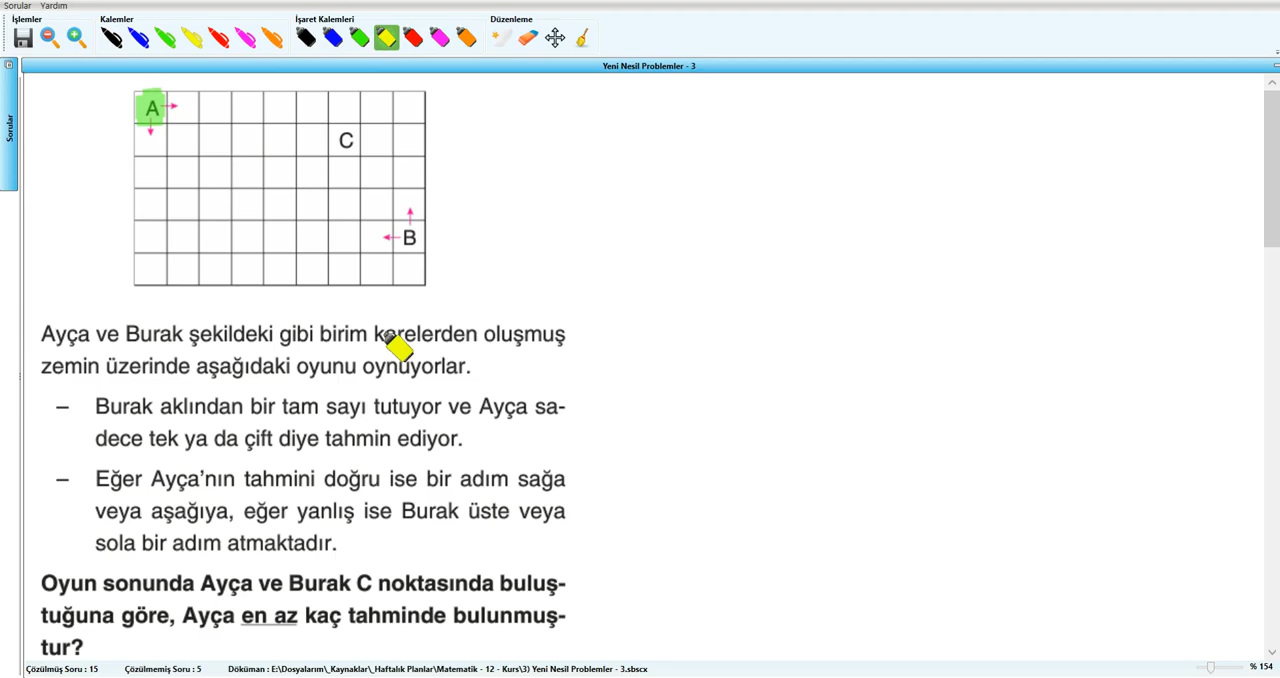 Sorular Yardım
İşlemler Kalemler İşaret Kalemleri Düzenleme
Yeni Nesil Problemler - 3
Sorular
A
C
B
Ayça ve Burak şekildeki gibi birim karelerden oluşmuş
zemin üzerinde aşağıdaki oyunu oynuyorlar.
– Burak aklından bir tam sayı tutuyor ve Ayça sa-
dece tek ya da çift diye tahmin ediyor.
– Eğer Ayça'nın tahmini doğru ise bir adım sağa
veya aşağıya, eğer yanlış ise Burak üste veya
sola bir adım atmaktadır.
Oyun sonunda Ayça ve Burak C noktasında buluş-
tuğuna göre, Ayça en az kaç tahminde bulunmuş-
tur?
Çözülmüş Soru : 15 Çözülmemiş Soru : 5 Döküman : E:\Dosyalarım\_Kaynaklar\_Haftalık Planlar\Matematik - 12 - Kurs\3) Yeni Nesil Problemler - 3.sbscx % 154